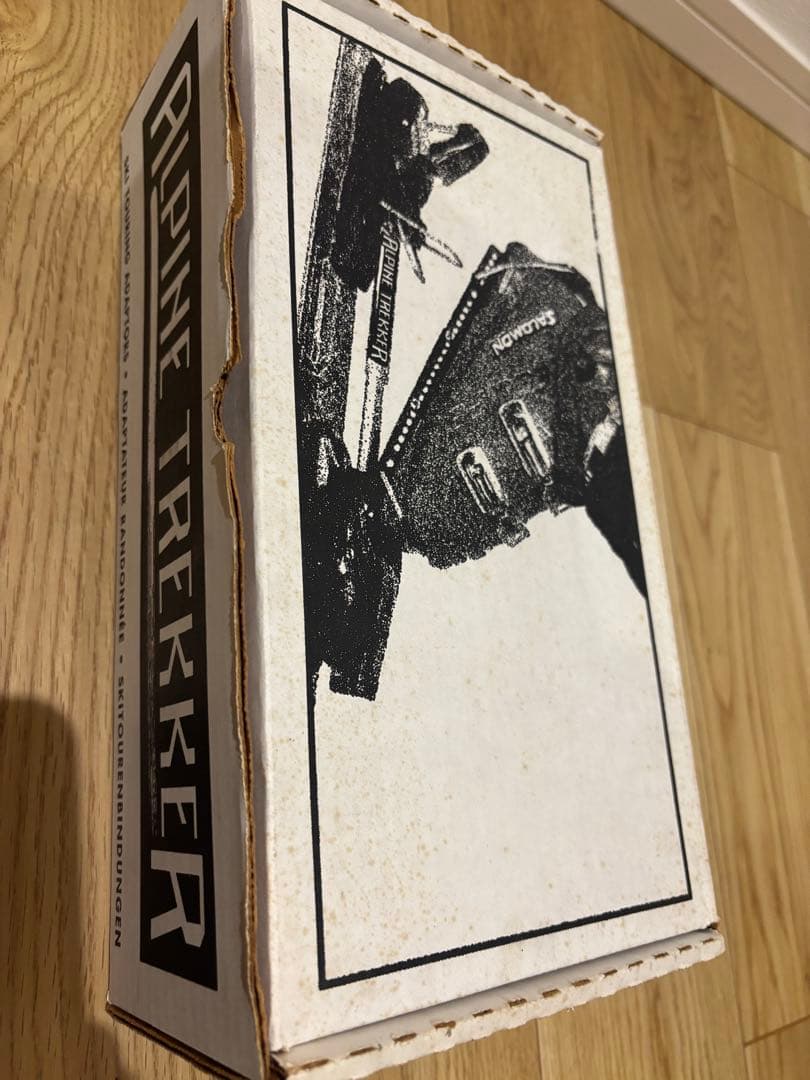 ALPINE TREKKER
SKI TOURING ADAPTORS • ADAPTATEUR RANDONNÉE • SKITOURENBINDUNGEN
ALPINE TREKKER
SALOMON